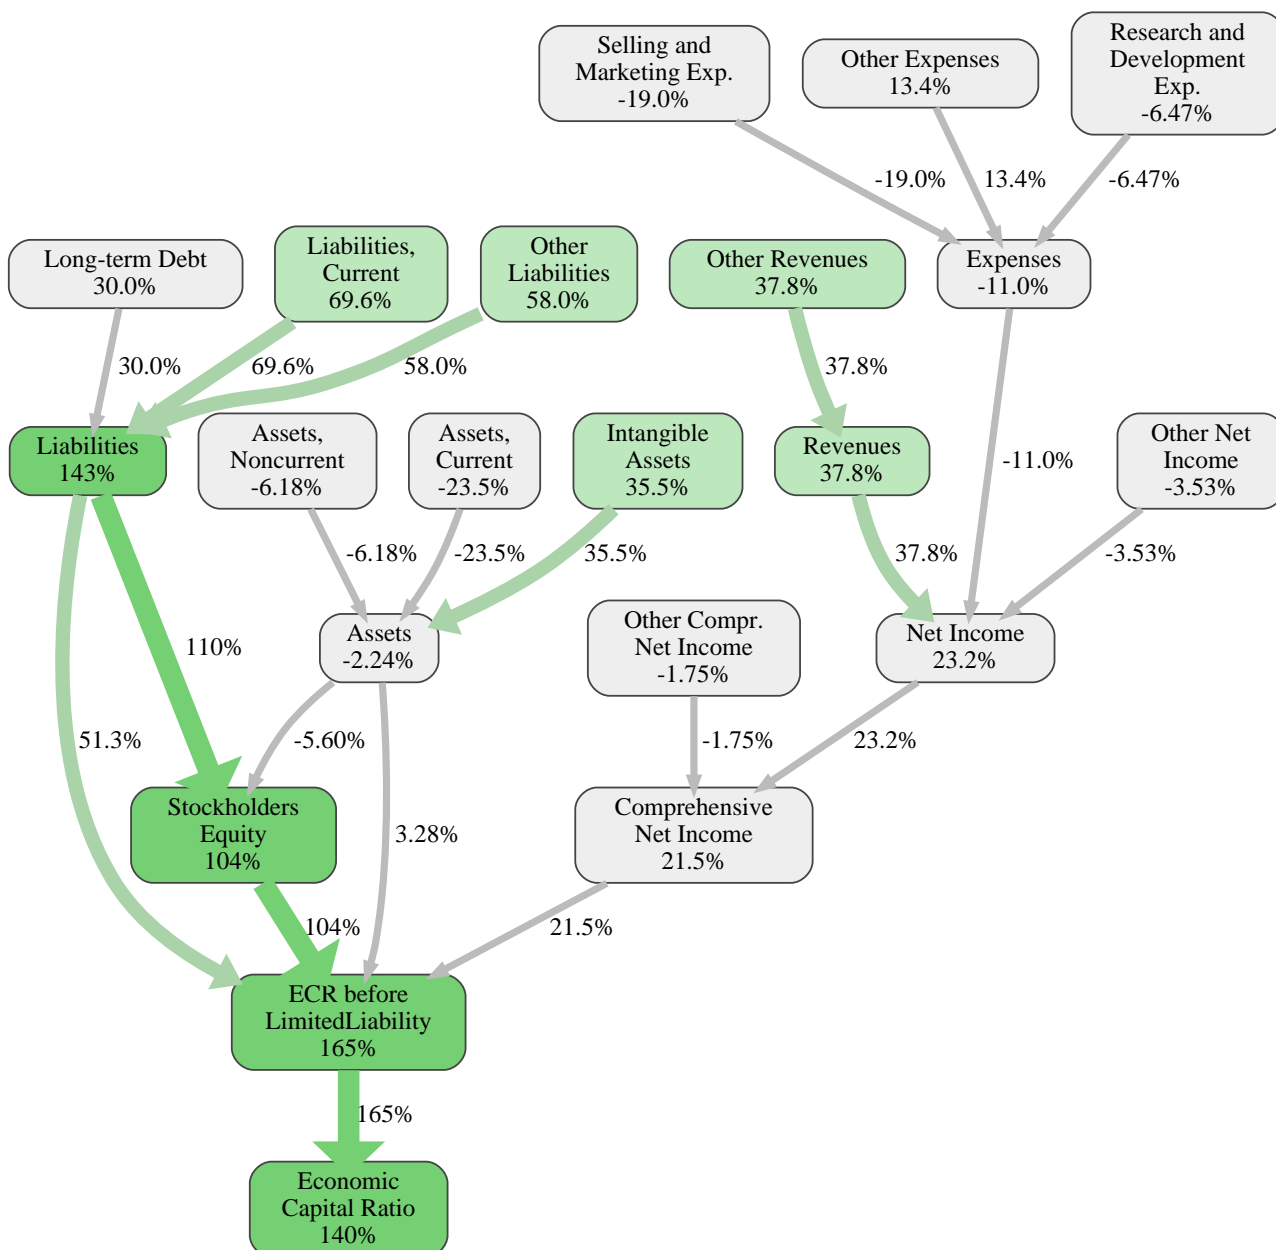 Selling and
Marketing Exp.
-19.0%
Other Expenses
13.4%
Research and
Development
Exp.
-6.47%
-19.0%
13.4%
-6.47%
Long-term Debt
30.0%
Liabilities,
Current
69.6%
Other
Liabilities
58.0%
Other Revenues
37.8%
Expenses
-11.0%
30.0%
69.6%
58.0%
37.8%
Liabilities
143%
Assets,
Noncurrent
-6.18%
Assets,
Current
-23.5%
Intangible
Assets
35.5%
Revenues
37.8%
-11.0%
Other Net
Income
-3.53%
-6.18%
-23.5%
35.5%
37.8%
-3.53%
110%
Assets
-2.24%
Other Compr.
Net Income
-1.75%
Net Income
23.2%
51.3%
-5.60%
-1.75%
23.2%
Stockholders
Equity
104%
3.28%
Comprehensive
Net Income
21.5%
104%
21.5%
ECR before
LimitedLiability
165%
165%
Economic
Capital Ratio
140%